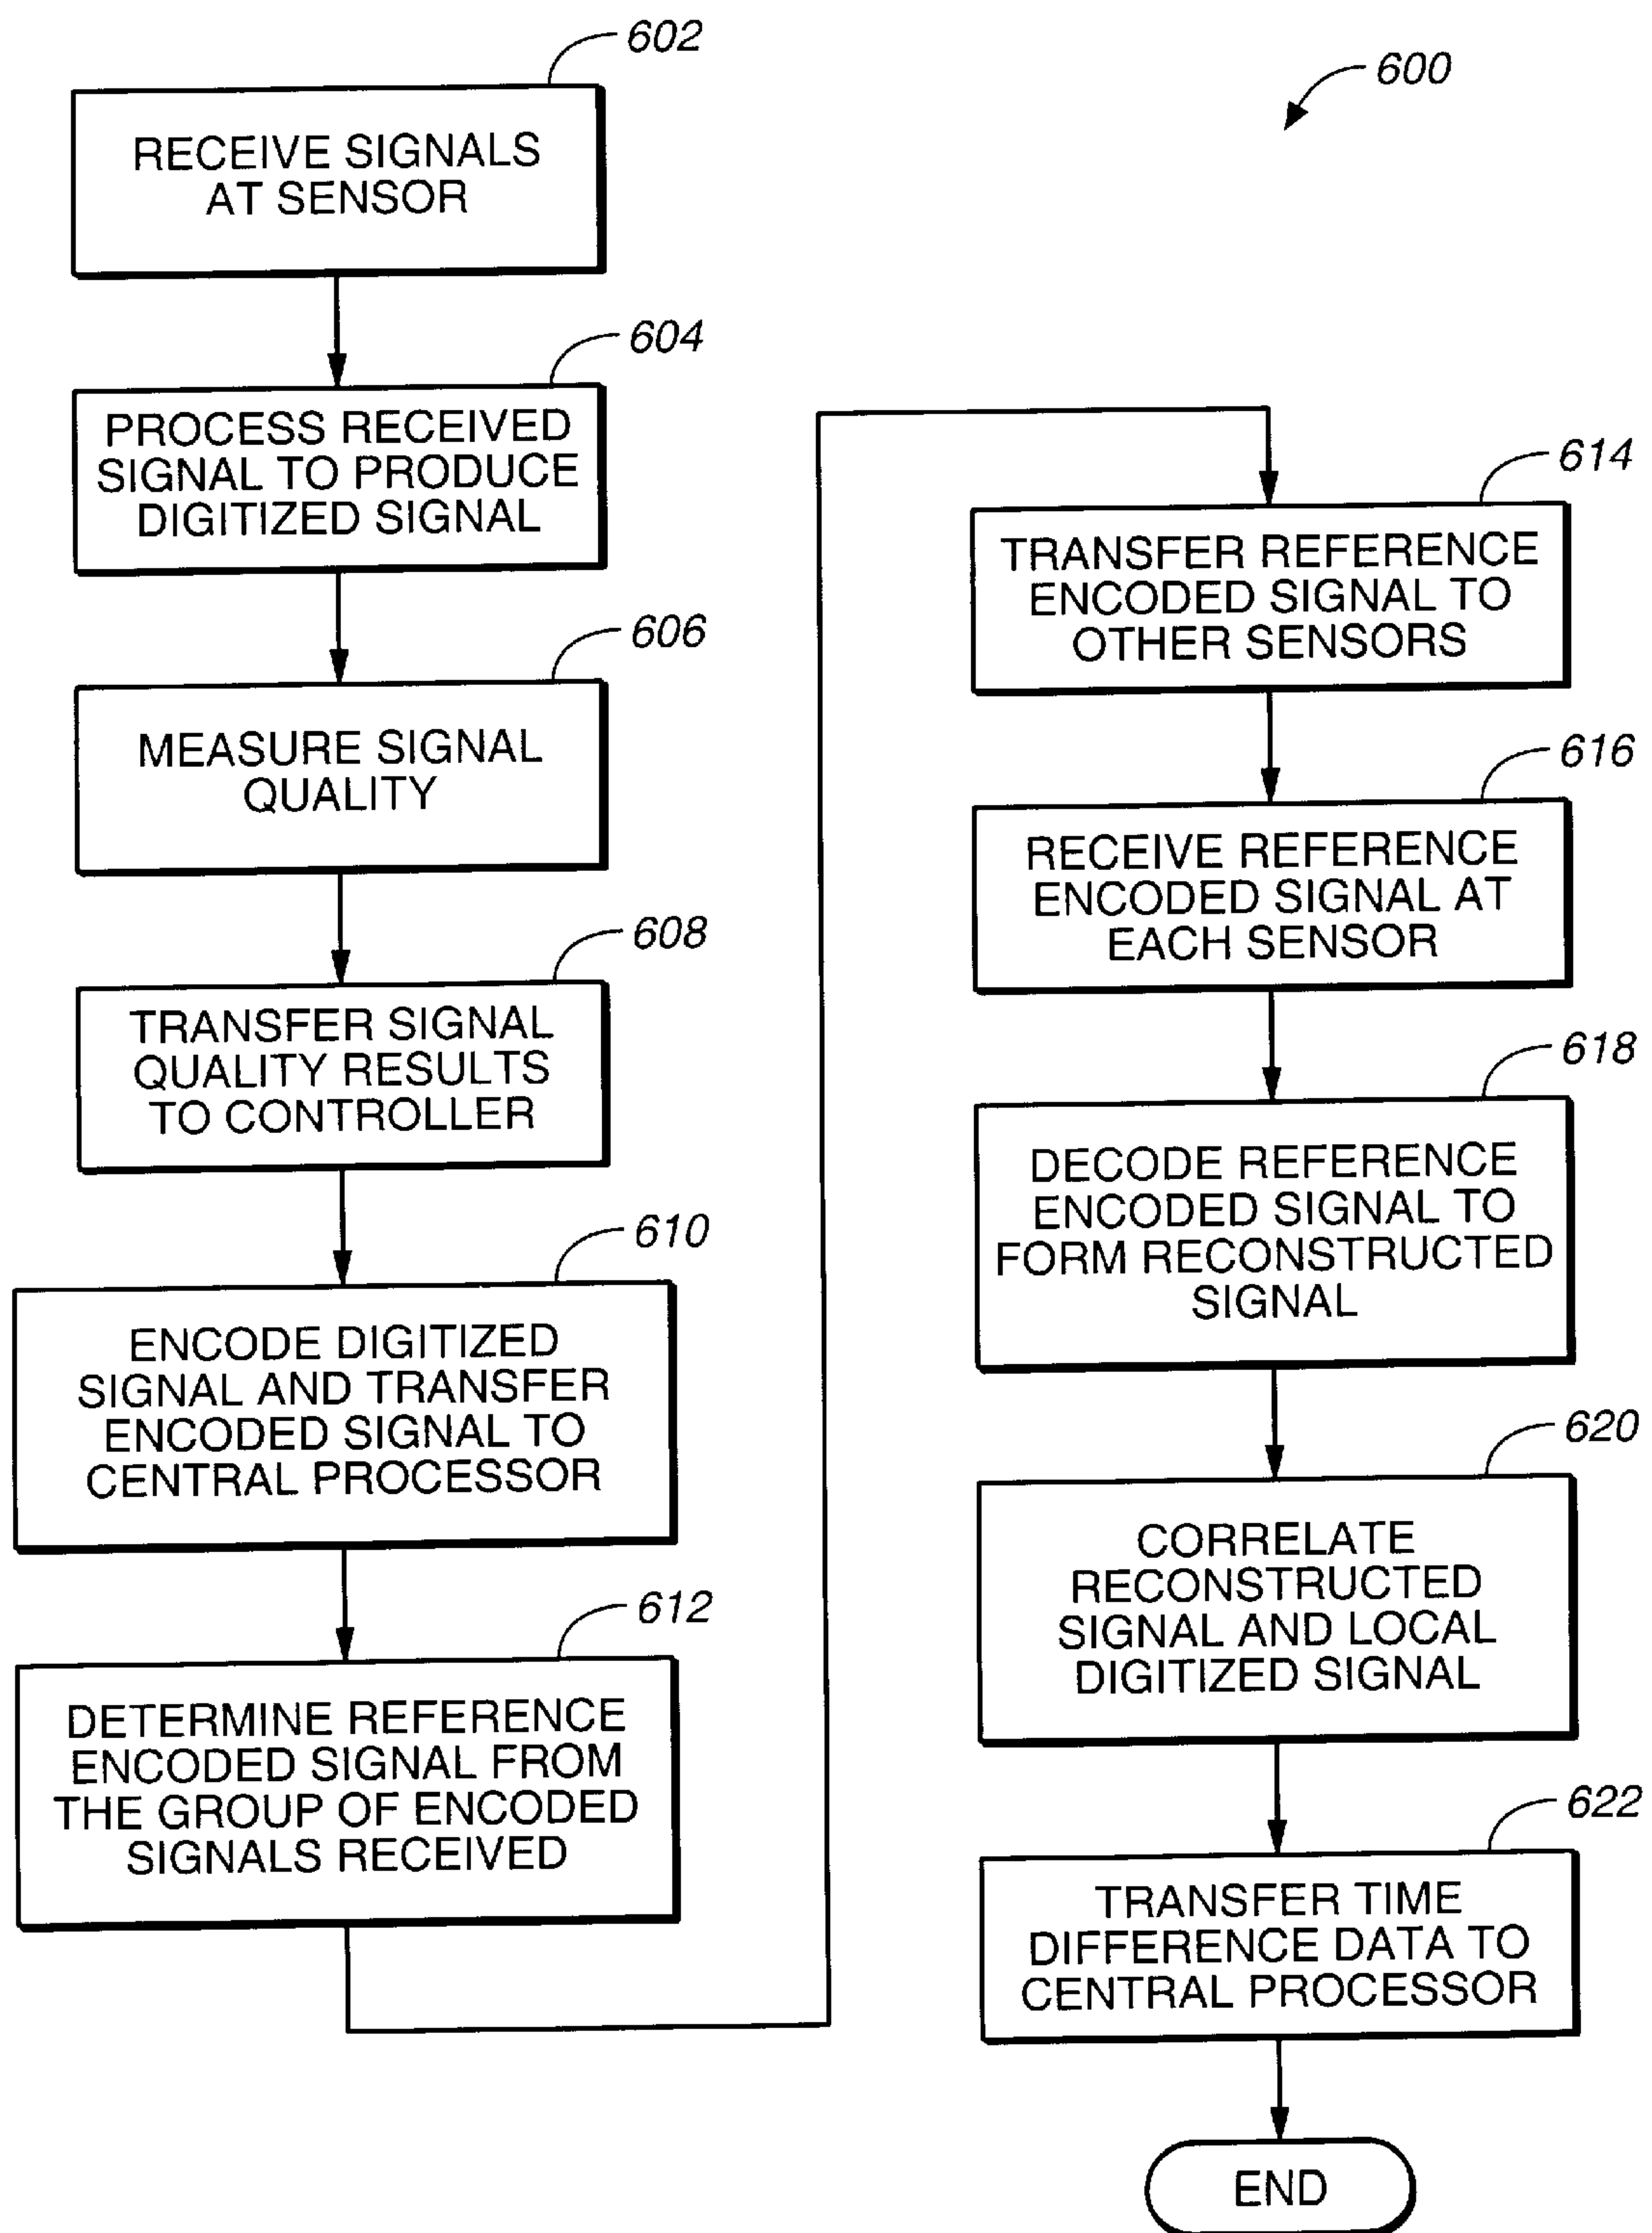 602
RECEIVE SIGNALS
AT SENSOR
604
PROCESS RECEIVED
SIGNAL TO PRODUCE
DIGITIZED SIGNAL
606
MEASURE SIGNAL
QUALITY
608
TRANSFER SIGNAL
QUALITY RESULTS
TO CONTROLLER
610
ENCODE DIGITIZED
SIGNAL AND TRANSFER
ENCODED SIGNAL TO
CENTRAL PROCESSOR
612
DETERMINE REFERENCE
ENCODED SIGNAL FROM
THE GROUP OF ENCODED
SIGNALS RECEIVED
600
614
TRANSFER REFERENCE
ENCODED SIGNAL TO
OTHER SENSORS
616
RECEIVE REFERENCE
ENCODED SIGNAL AT
EACH SENSOR
618
DECODE REFERENCE
ENCODED SIGNAL TO
FORM RECONSTRUCTED
SIGNAL
620
CORRELATE
RECONSTRUCTED
SIGNAL AND LOCAL
DIGITIZED SIGNAL
622
TRANSFER TIME
DIFFERENCE DATA TO
CENTRAL PROCESSOR
END